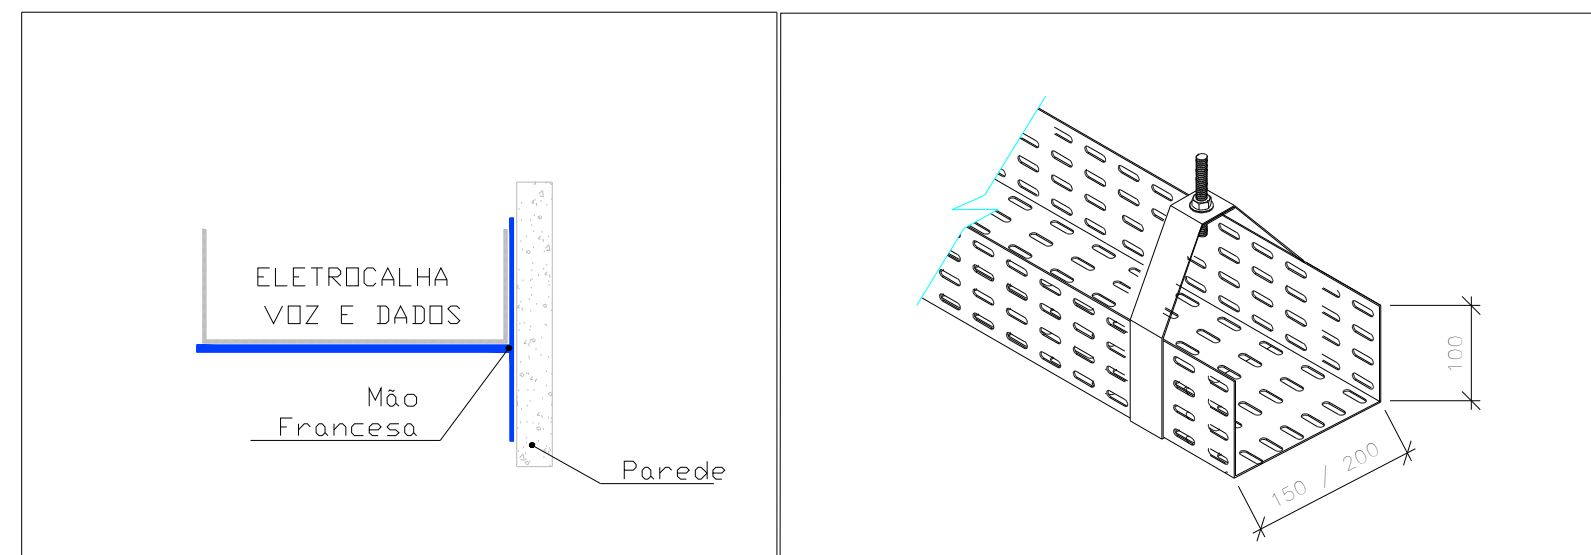 ELETROCALHA
VOZ E DADOS
Mão
Francesa
Parede
100
150 / 200